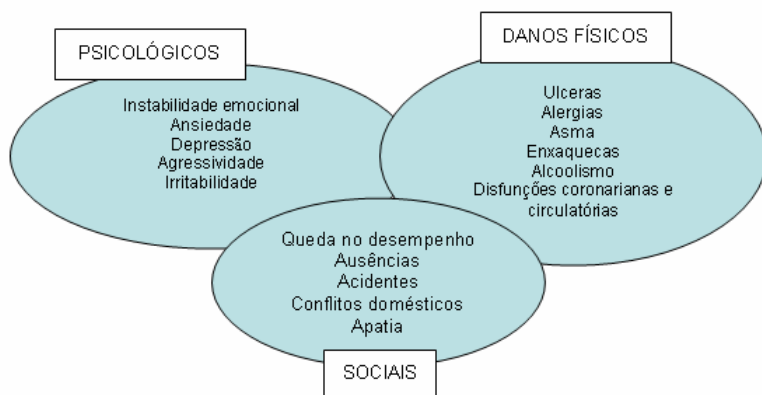 PSICOLÓGICOS
Instabilidade emocional
Ansiedade
Depressão
Agressividade
Irritabilidade
DANOS FÍSICOS
Ulceras
Alergias
Asma
Enxaquecas
Alcoolismo
Disfunções coronarianas e
circulatórias
Queda no desempenho
Ausências
Acidentes
Conflitos domésticos
Apatia
SOCIAIS